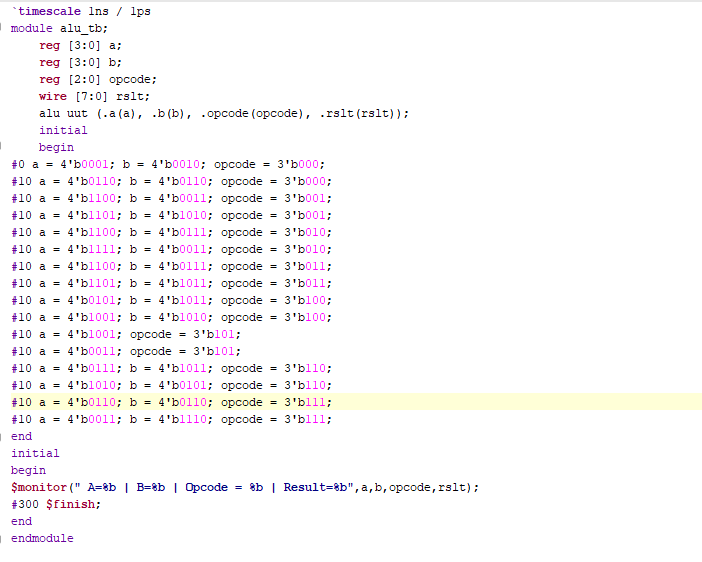 `timescale 1ns / 1ps
module alu_tb;
reg [3:0] a;
reg [3:0] b;
reg [2:0] opcode;
wire [7:0] rslt;
alu uut (.a(a), .b(b), .opcode(opcode), .rslt(rslt));
initial
begin
#0 a = 4'b0001; b = 4'b0010; opcode = 3'b000;
#10 a = 4'b0110; b = 4'b0110; opcode = 3'b000;
#10 a = 4'b1100; b = 4'b0011; opcode = 3'b001;
#10 a = 4'b1101; b = 4'b1010; opcode = 3'b001;
#10 a = 4'b1100; b = 4'b0111; opcode = 3'b010;
#10 a = 4'b1111; b = 4'b0011; opcode = 3'b010;
#10 a = 4'b1100; b = 4'b0111; opcode = 3'b011;
#10 a = 4'b1101; b = 4'b1011; opcode = 3'b011;
#10 a = 4'b0101; b = 4'b1011; opcode = 3'b100;
#10 a = 4'b1001; b = 4'b1010; opcode = 3'b100;
#10 a = 4'b1001; opcode = 3'b101;
#10 a = 4'b0011; opcode = 3'b101;
#10 a = 4'b0111; b = 4'b1011; opcode = 3'b110;
#10 a = 4'b1010; b = 4'b0101; opcode = 3'b110;
#10 a = 4'b0110; b = 4'b0110; opcode = 3'b111;
#10 a = 4'b0011; b = 4'b1110; opcode = 3'b111;
end
initial
begin
$monitor(" A=%b | B=%b | Opcode = %b | Result=%b",a,b,opcode,rslt);
#300 $finish;
end
endmodule